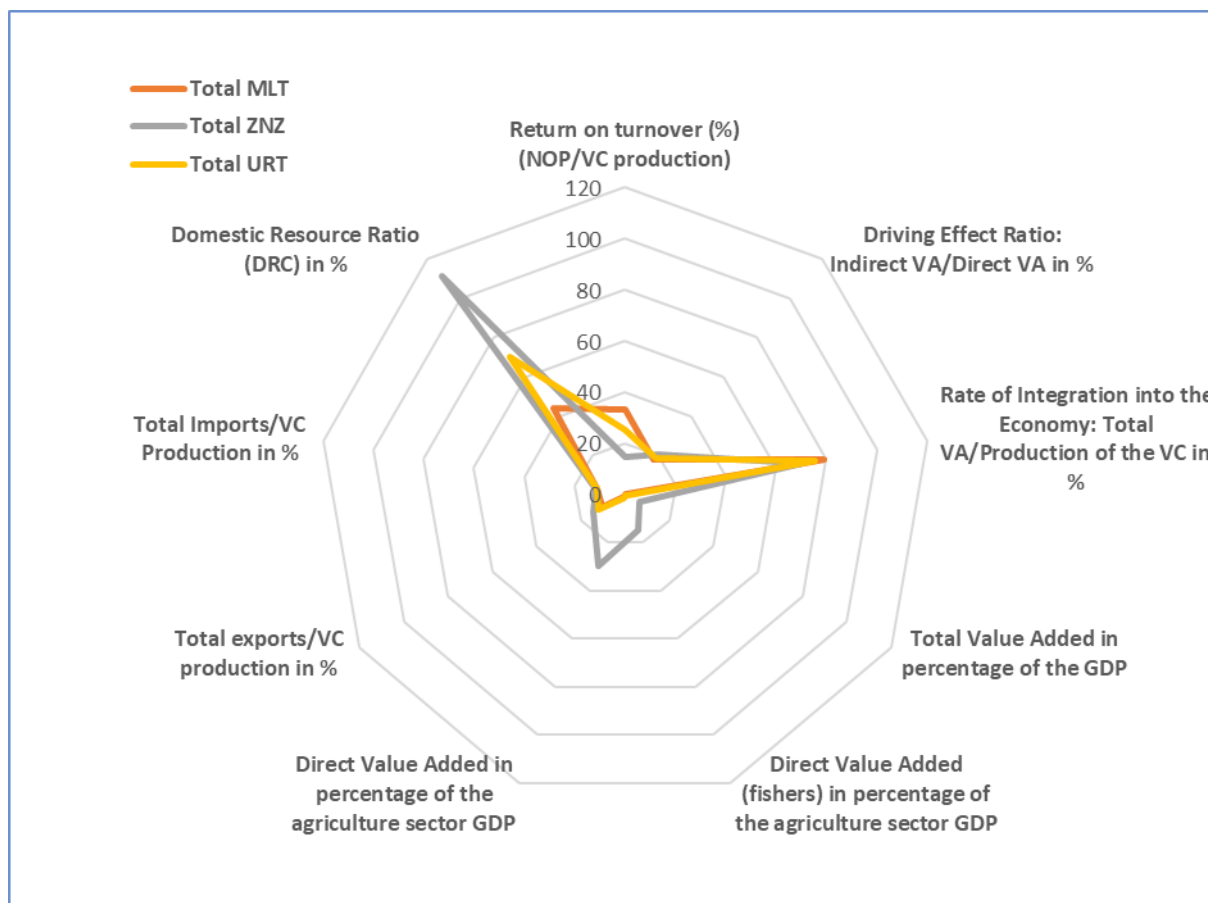 Total MLT
Total ZNZ
Total URT
Return on turnover (%)
(NOP/VC production)
120
100
80
60
40
20
0
Driving Effect Ratio:
Indirect VA/Direct VA in %
Rate of Integration into the
Economy: Total
VA/Production of the VC in
%
Total Value Added in
percentage of the GDP
Direct Value Added
(fishers) in percentage of
the agriculture sector GDP
Direct Value Added in
percentage of the
agriculture sector GDP
Total exports/VC
production in %
Total Imports/VC
Production in %
Domestic Resource Ratio
(DRC) in %